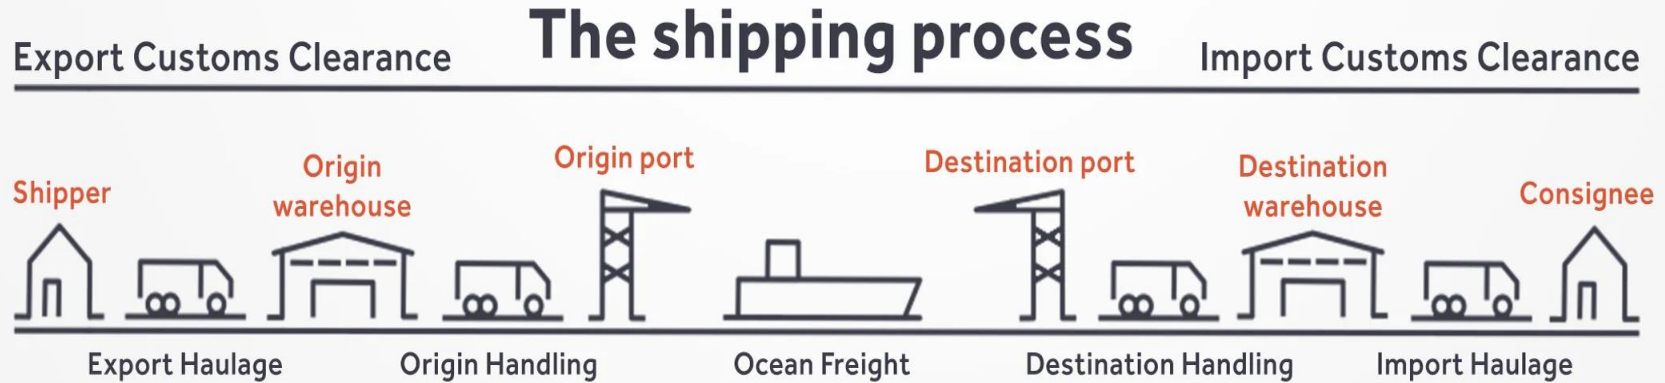 The shipping process
Export Customs Clearance
Import Customs Clearance
Shipper
Origin
warehouse
Origin port
Destination port
Destination
warehouse
Consignee
Export Haulage
Origin Handling
Ocean Freight
Destination Handling
Import Haulage